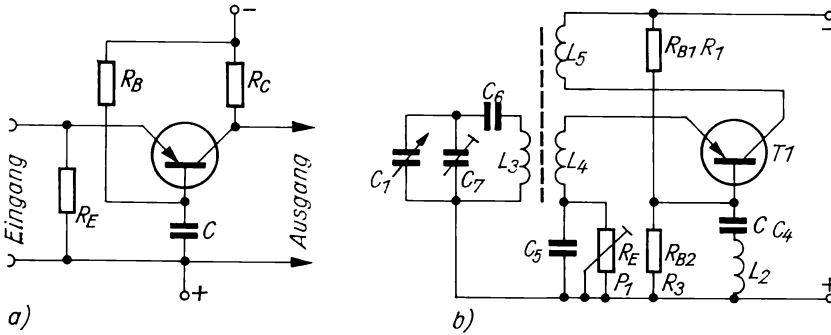 a)
−
R_B
R_C
Eingang
R_E
C
Ausgang
+
b)
−
L_5
R_B1 R_1
C_6
C_1
C_7
L_3
L_4
T1
C_5
R_E
P_1
R_B2
R_3
C C_4
L_2
+